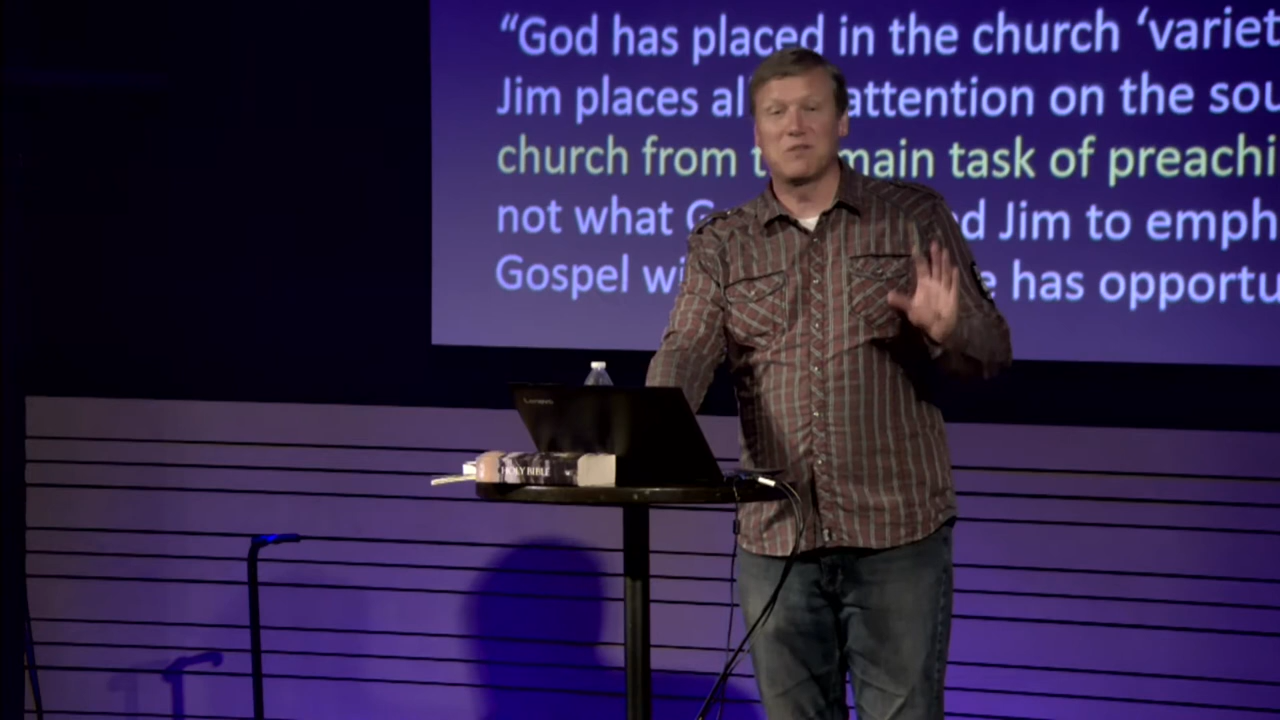 “God has placed in the church ‘variet
Jim places al attention on the sou
church from t main task of preachi
not what G d Jim to emph
Gospel wi e has opportu
Lenovo
HOLY BIBLE